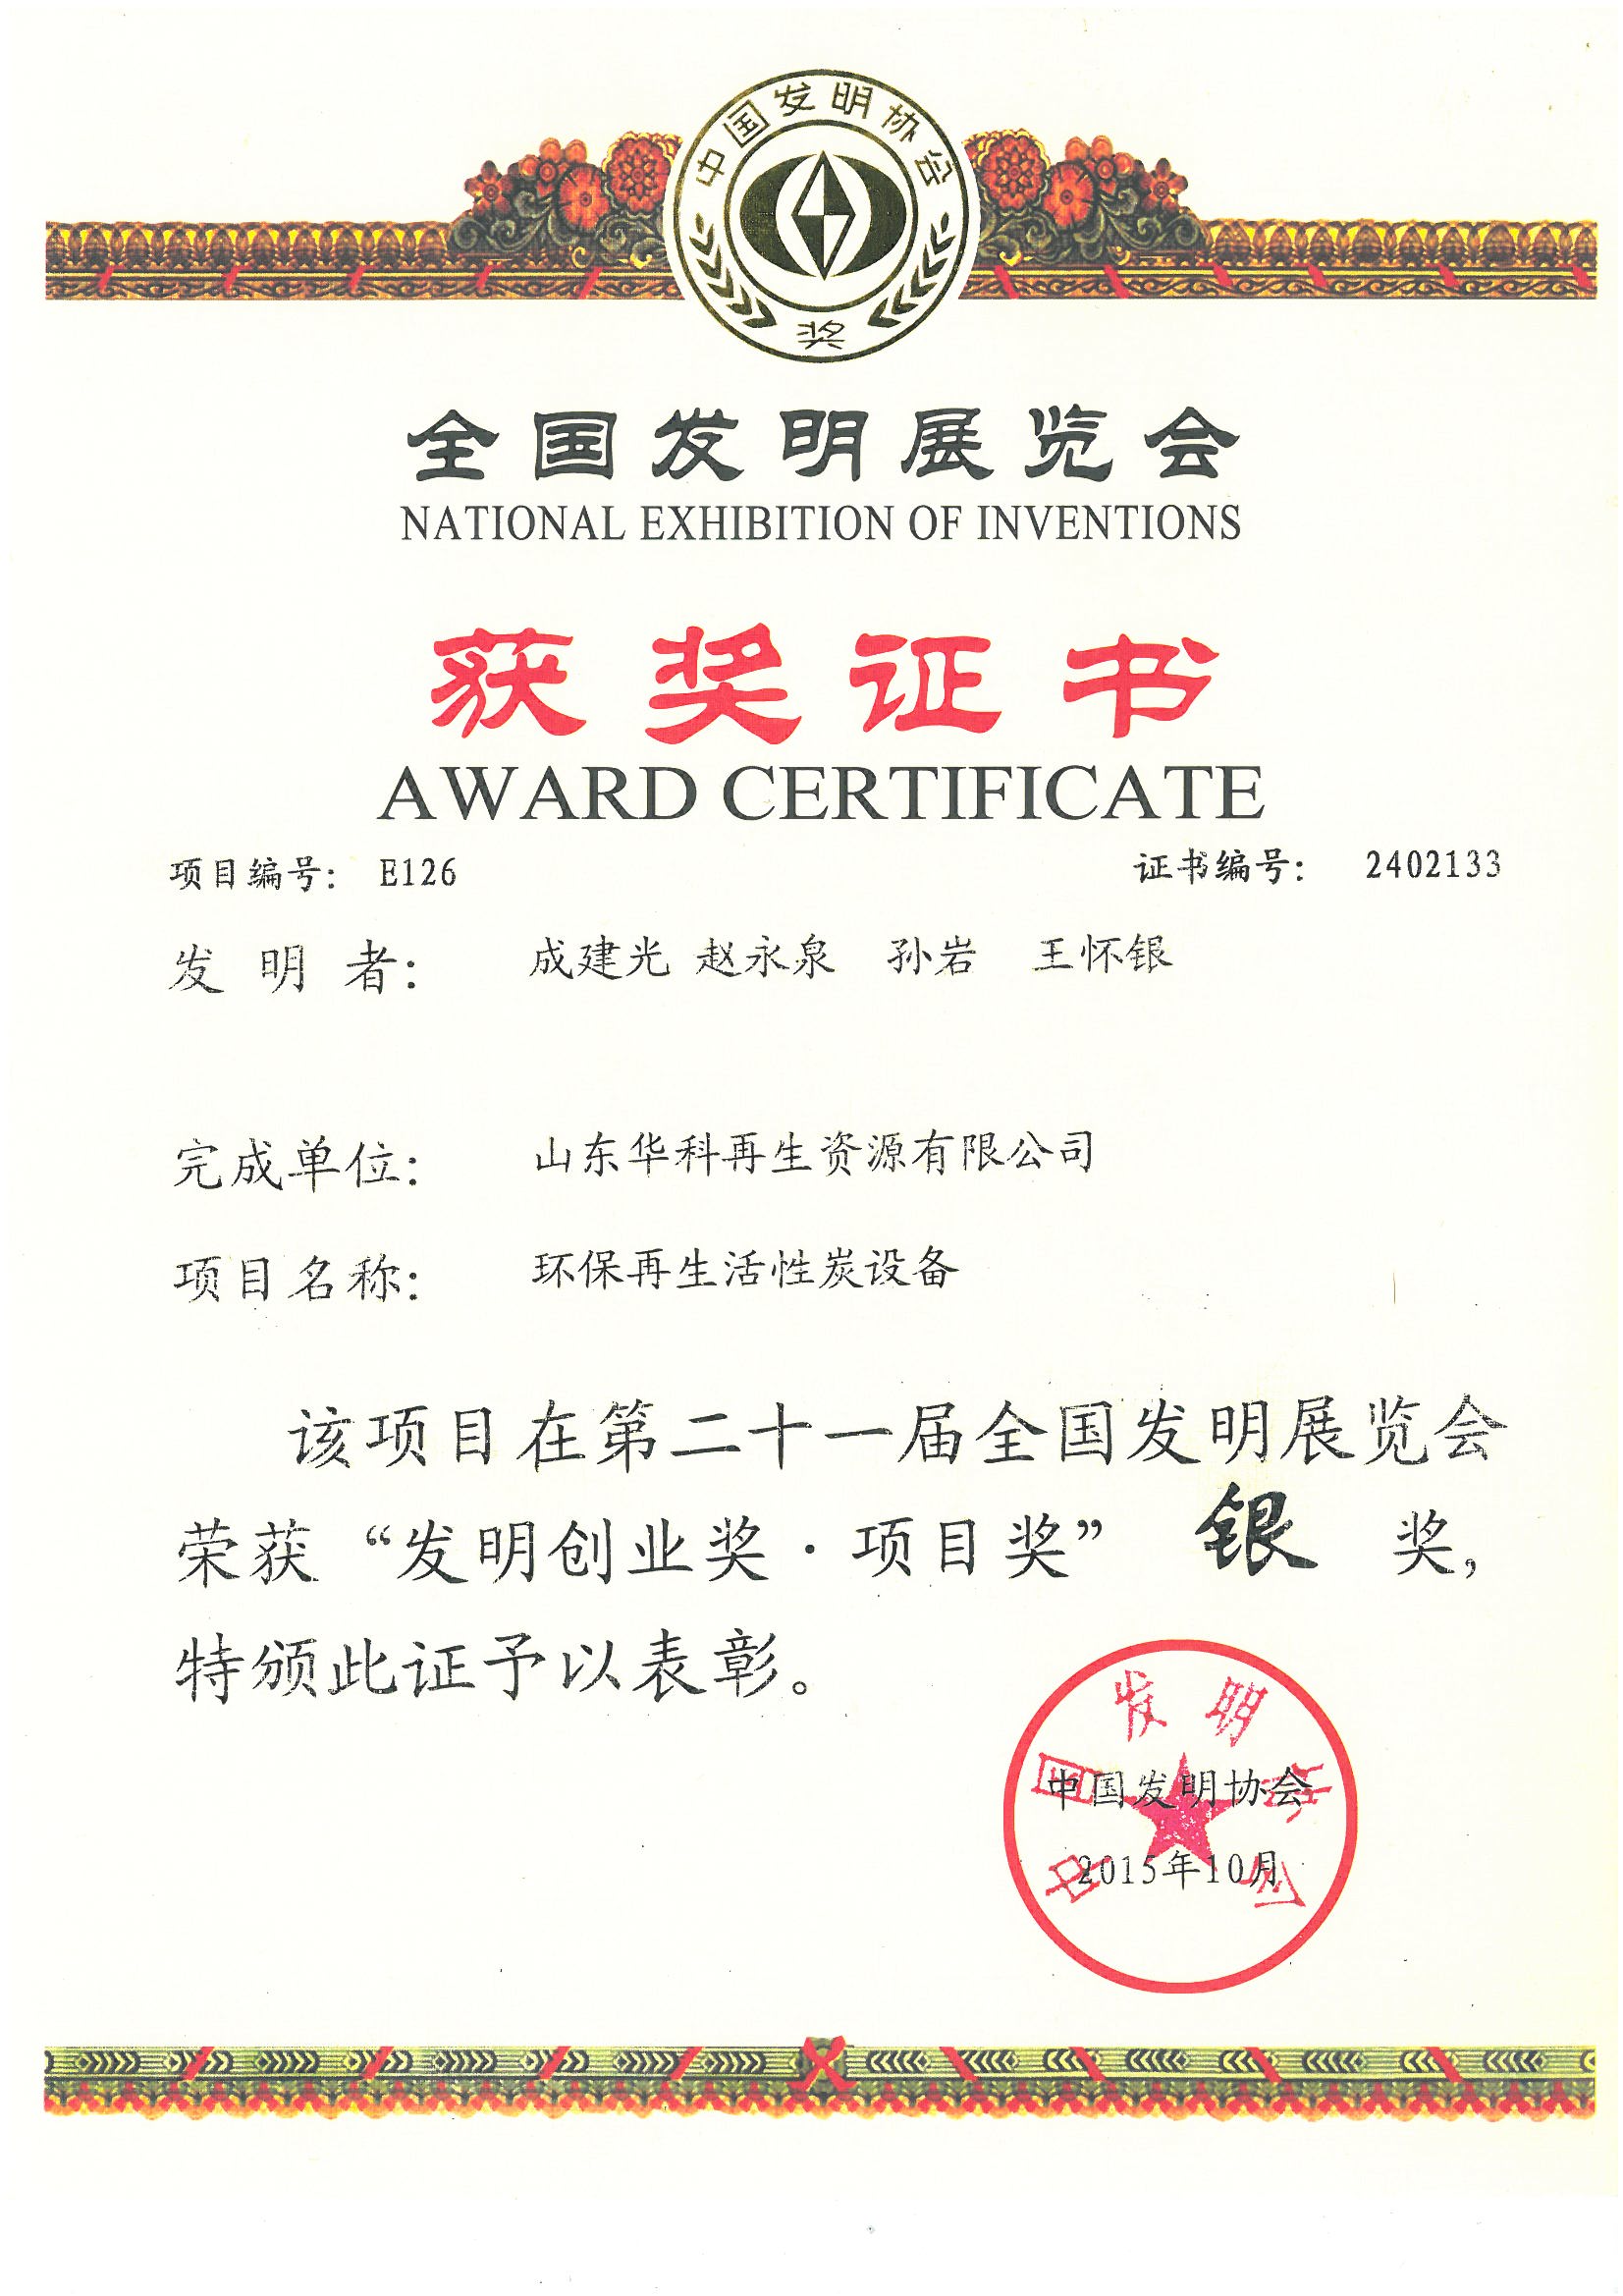 中国发明协会
奖
全国发明展览会
NATIONAL EXHIBITION OF INVENTIONS
获奖证书
AWARD CERTIFICATE
项目编号: E126
证书编号: 2402133
发 明 者: 成建光 赵永泉 孙岩 王怀银
完成单位: 山东华科再生资源有限公司
项目名称: 环保再生活性炭设备
该项目在第二十一届全国发明展览会
荣获“发明创业奖·项目奖” 银 奖,
特颁此证予以表彰。
中国发明协会
中国发明协会
2015年10月